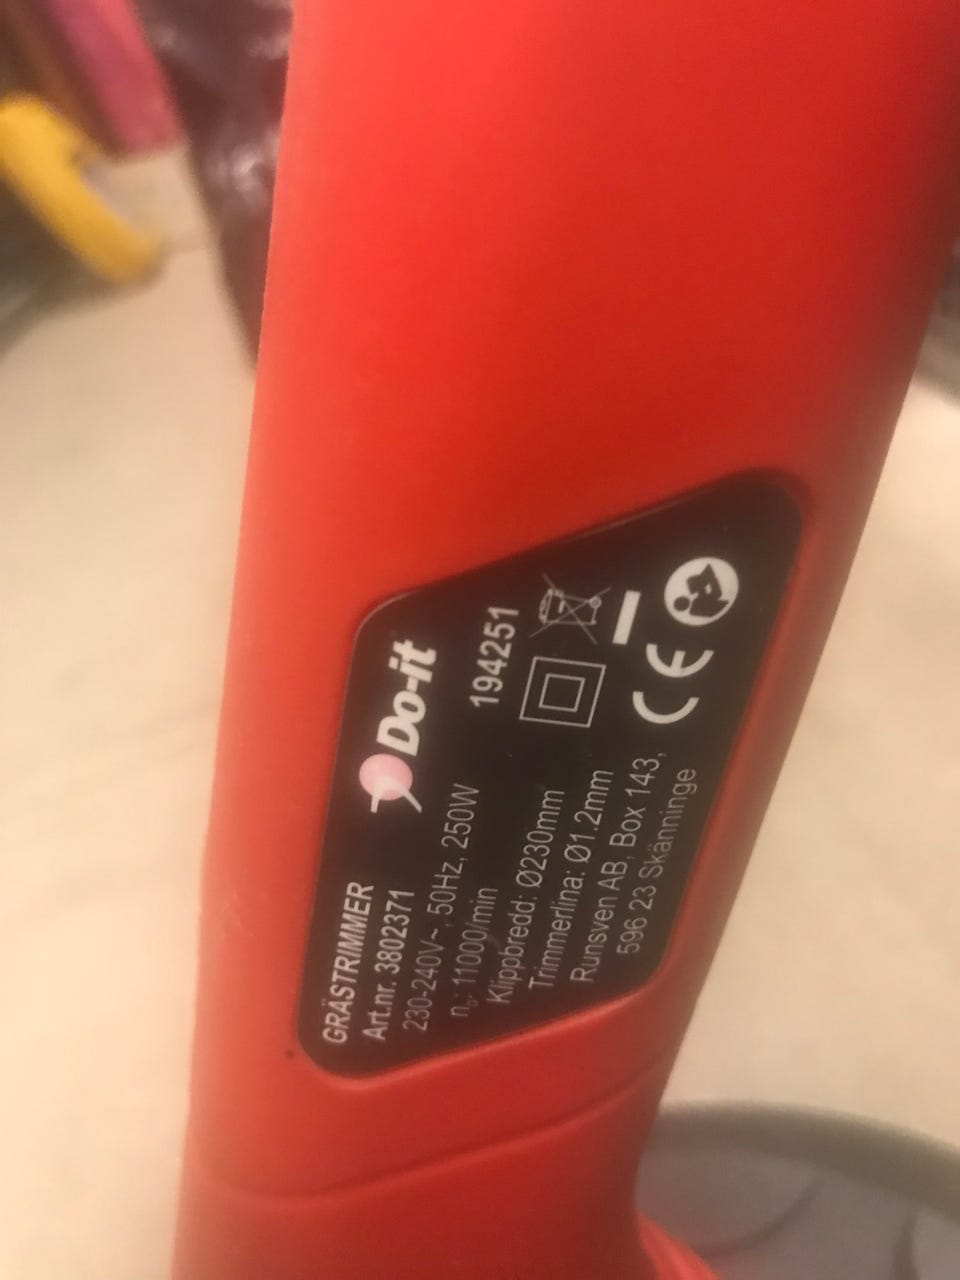 GRÄSTRIMMER
Do-it
Art.nr. 3802371
230-240V~, 50Hz, 250W
194251
n₀: 11000/min
Klippbredd: Ø230mm
Trimmerlina: Ø1.2mm
Runsven AB, Box 143,
596 23 Skänninge
CE